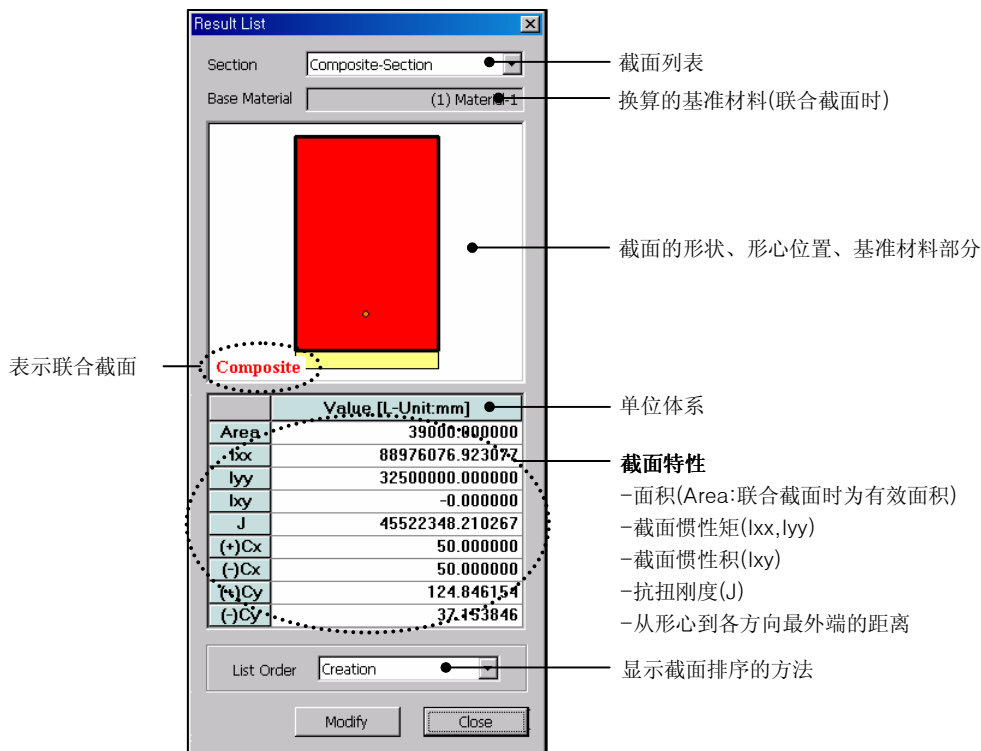 Result List
Section Composite-Section
截面列表
Base Material (1) Material-1
换算的基准材料(联合截面时)
截面的形状、形心位置、基准材料部分
表示联合截面
Composite
Value [L-Unit:mm]
单位体系
Area 39000.000000
Ixx 88976076.923077
Iyy 32500000.000000
Ixy -0.000000
J 45522348.210267
(+)Cx 50.000000
(-)Cx 50.000000
(+)Cy 124.846154
(-)Cy 37.153846
截面特性
-面积(Area:联合截面时为有效面积)
-截面惯性矩(Ixx,Iyy)
-截面惯性积(Ixy)
-抗扭刚度(J)
-从形心到各方向最外端的距离
List Order Creation
显示截面排序的方法
Modify Close